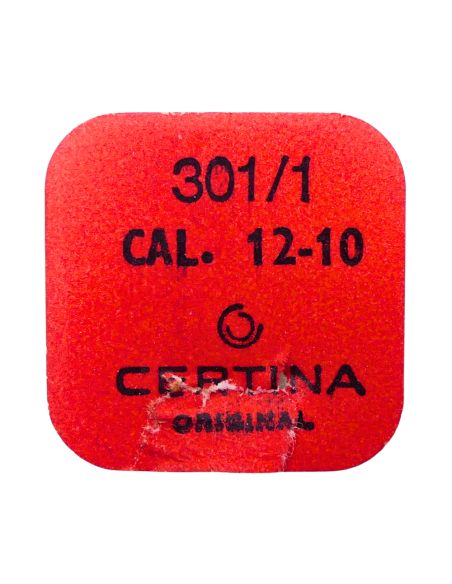 301/1
CAL. 12-10
CERTINA
ORIGINAL